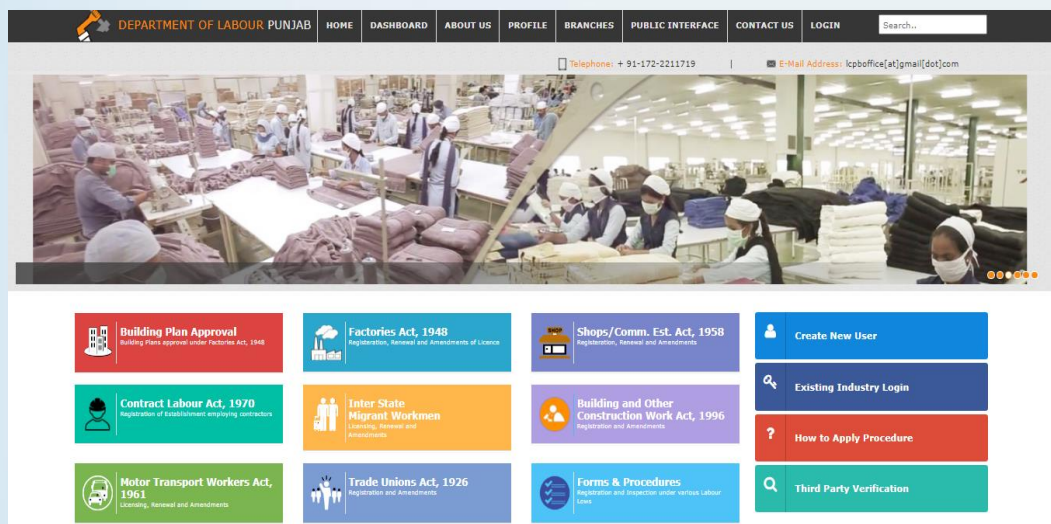 DEPARTMENT OF LABOUR PUNJAB
HOME
DASHBOARD
ABOUT US
PROFILE
BRANCHES
PUBLIC INTERFACE
CONTACT US
LOGIN
Search..
Telephone: + 91-172-2211719 | E-Mail Address: lcpboffice[at]gmail[dot]com
Building Plan Approval
Building Plans approval under Factories Act, 1948
Factories Act, 1948
Registeration, Renewal and Amendments of Licence
SHOP
Shops/Comm. Est. Act, 1958
Registeration, Renewal and Amendments
Create New User
Contract Labour Act, 1970
Registration of Establishment employing contractors
Inter State
Migrant Workmen
Licensing, Renewal and
Amendments
Building and Other
Construction Work Act, 1996
Registration and Amendments
Existing Industry Login
? How to Apply Procedure
Motor Transport Workers Act,
1961
Licensing, Renewal and Amendments
Trade Unions Act, 1926
Registration and Amendments
Forms & Procedures
Registration and Inspection under various Labour
Laws
Third Party Verification